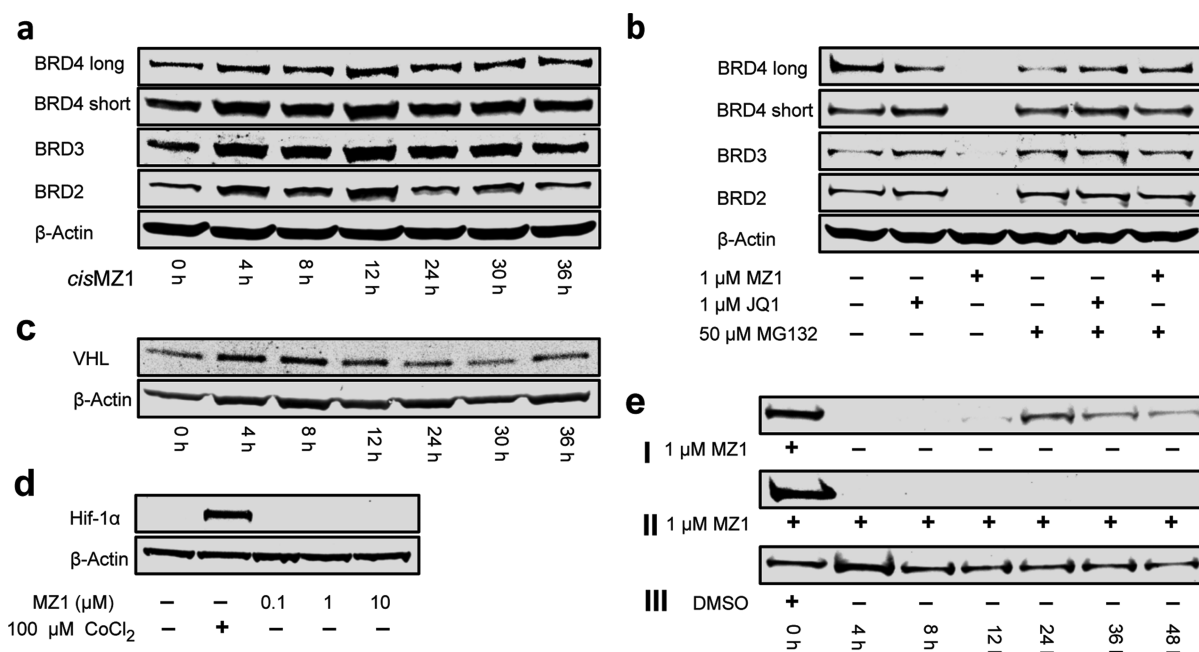 a
BRD4 long
BRD4 short
BRD3
BRD2
β-Actin
cisMZ1 0 h 4 h 8 h 12 h 24 h 30 h 36 h
b
BRD4 long
BRD4 short
BRD3
BRD2
β-Actin
1 µM MZ1 – – + – – +
1 µM JQ1 – + – – + –
50 µM MG132 – – – + + +
c
VHL
β-Actin
0 h 4 h 8 h 12 h 24 h 30 h 36 h
d
Hif-1α
β-Actin
MZ1 (µM) – – 0.1 1 10
100 µM CoCl2 – + – – –
e
I 1 µM MZ1 + – – – – – –
II 1 µM MZ1 + + + + + + +
III DMSO + – – – – – –
0 h 4 h 8 h 12 24 36 48